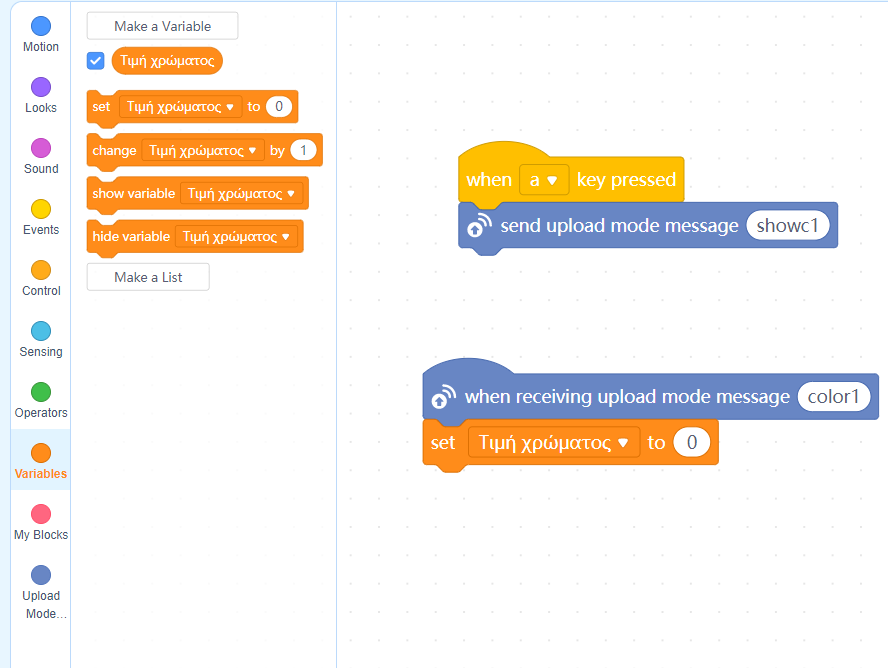 Motion
Looks
Sound
Events
Control
Sensing
Operators
Variables
My Blocks
Upload
Mode...
Make a Variable
Τιμή χρώματος
set Τιμή χρώματος to 0
change Τιμή χρώματος by 1
show variable Τιμή χρώματος
hide variable Τιμή χρώματος
Make a List
when a key pressed
send upload mode message showc1
when receiving upload mode message color1
set Τιμή χρώματος to 0